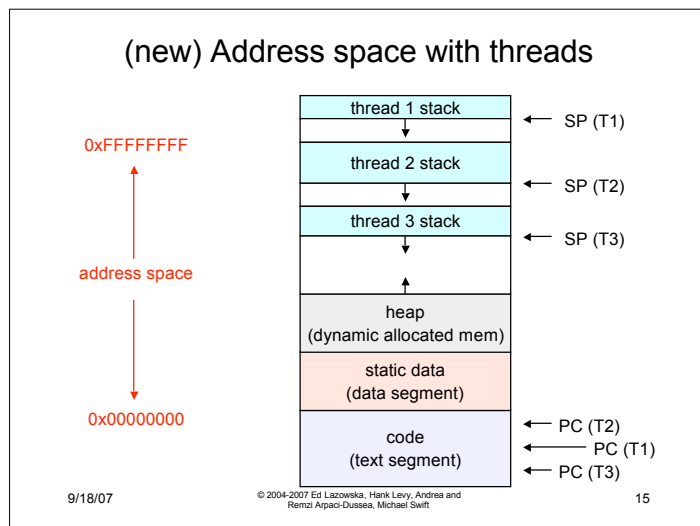 (new) Address space with threads
thread 1 stack
SP (T1)
0xFFFFFFFF
thread 2 stack
SP (T2)
thread 3 stack
SP (T3)
address space
heap
(dynamic allocated mem)
static data
(data segment)
0x00000000
code
(text segment)
PC (T2)
PC (T1)
PC (T3)
9/18/07
© 2004-2007 Ed Lazowska, Hank Levy, Andrea and
Remzi Arpaci-Dussea, Michael Swift
15